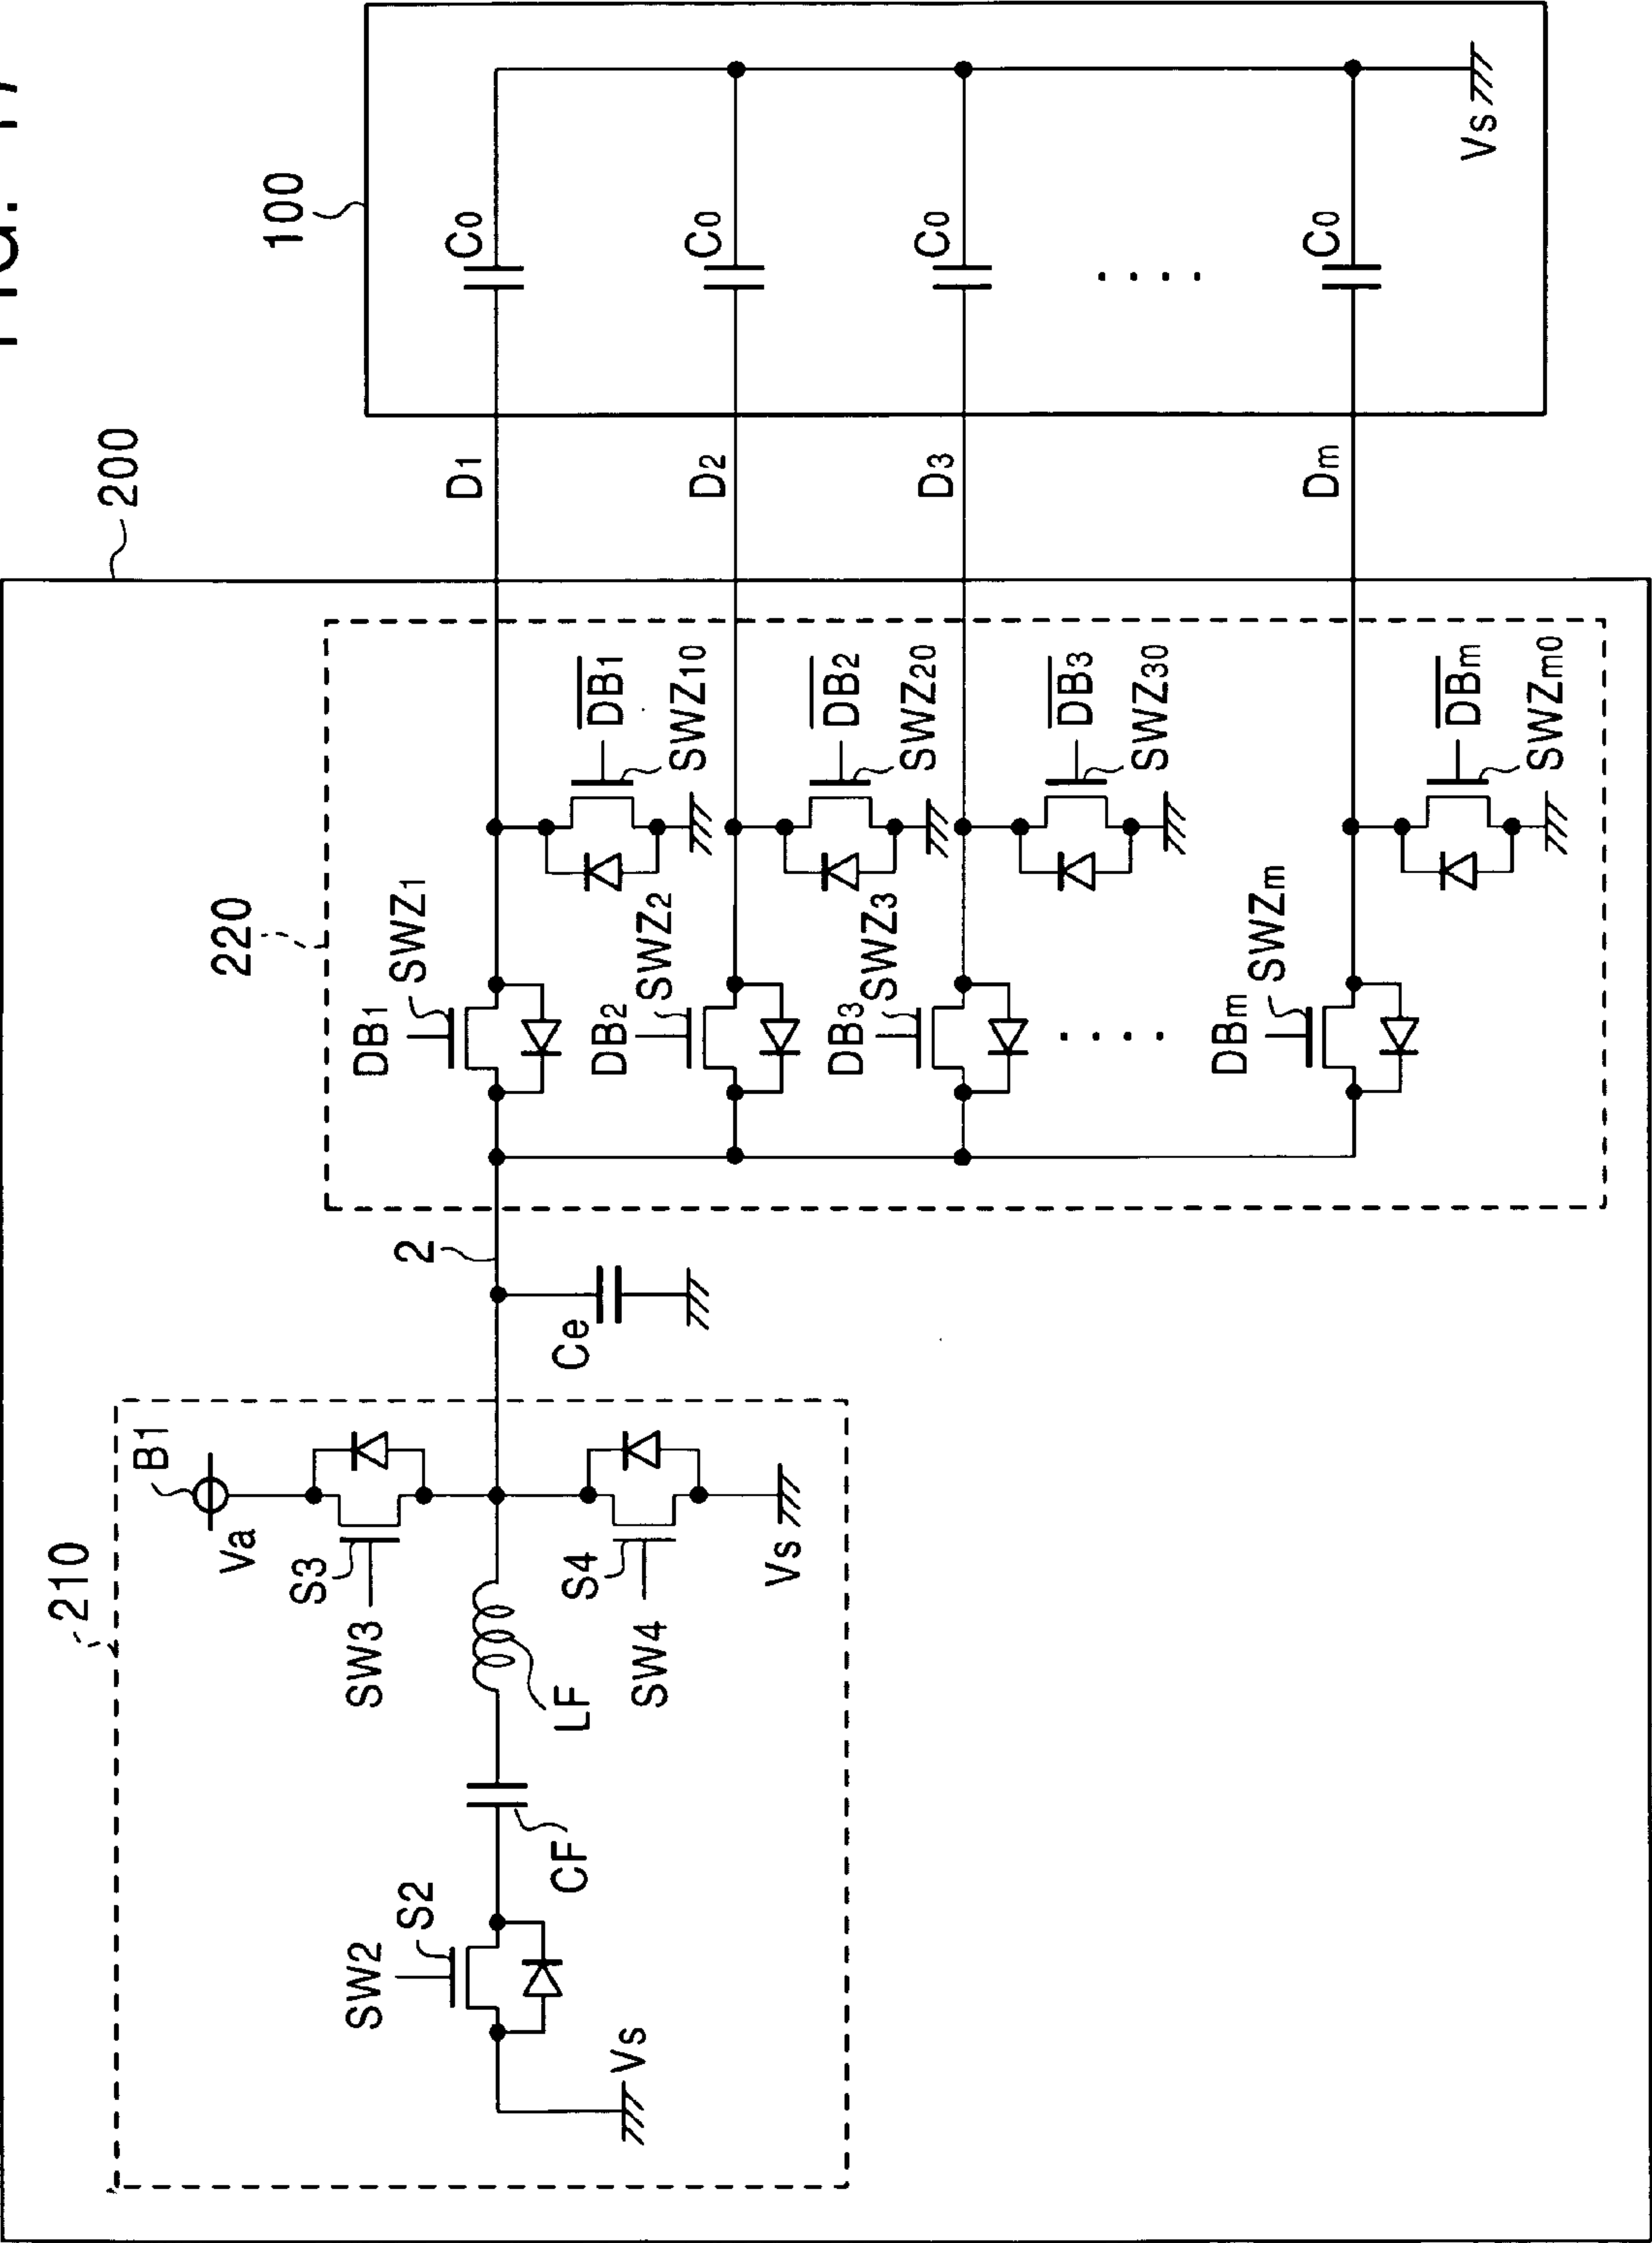 100
200
C0
C0
C0
C0
Vs
D1
D2
D3
Dm
220
DB1
SWZ1
DB1
SWZ10
DB2
SWZ2
DB2
SWZ20
DB3
SWZ3
DB3
SWZ30
DBm
SWZm
DBm
SWZm0
2
Ce
210
B1
Va
S3
SW3
S4
SW4
Vs
LF
CF
S2
SW2
Vs